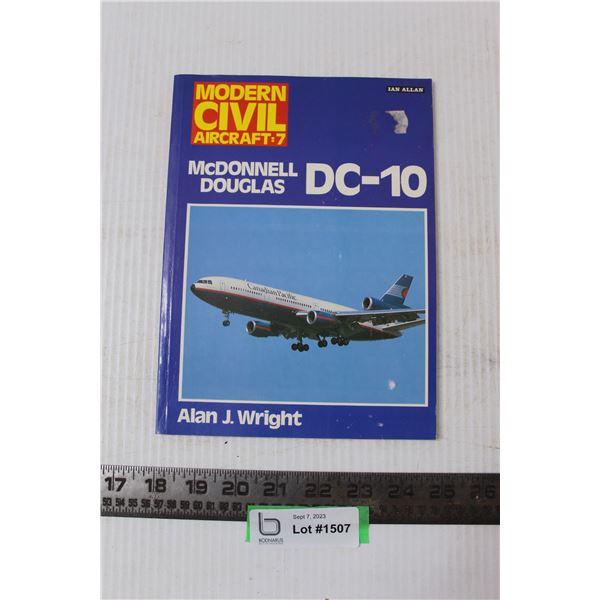 MODERN
CIVIL
AIRCRAFT:7
IAN ALLAN
McDONNELL
DOUGLAS
DC-10
Canadian Pacific
Alan J. Wright
17 18 19 20 21 22 23 24 25 26
Sept 7, 2023
Lot #1507
BODNARUS